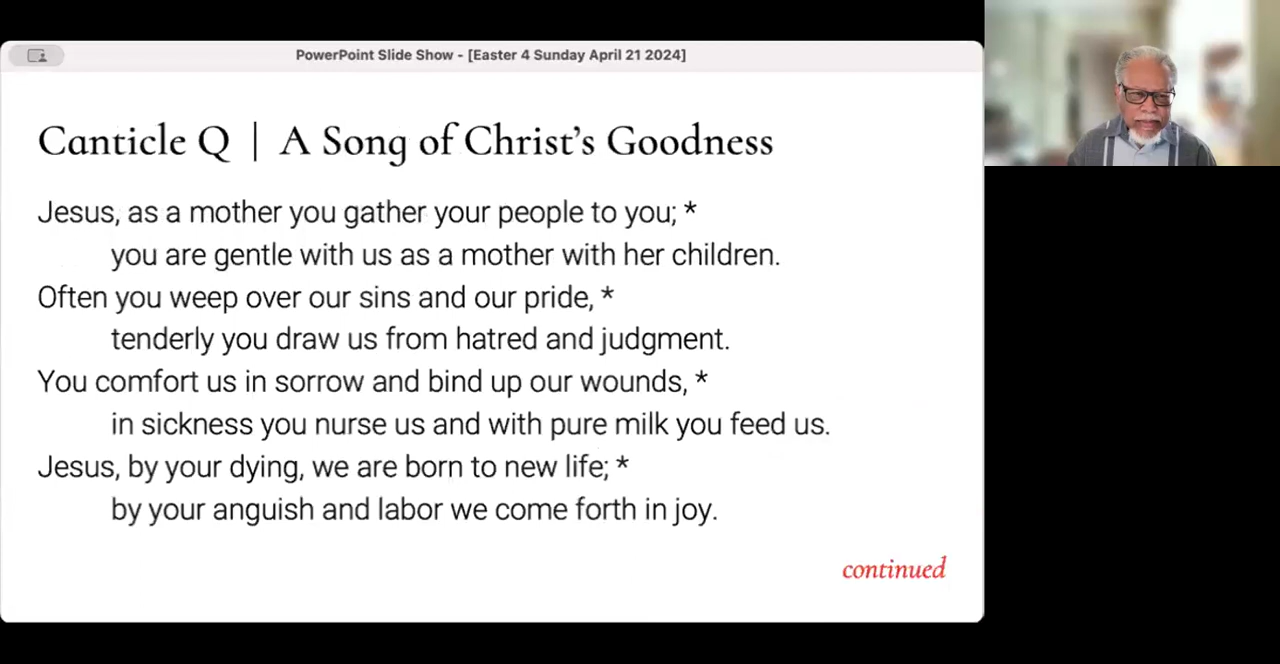 PowerPoint Slide Show - [Easter 4 Sunday April 21 2024]
Canticle Q | A Song of Christ’s Goodness
Jesus, as a mother you gather your people to you; *
you are gentle with us as a mother with her children.
Often you weep over our sins and our pride, *
tenderly you draw us from hatred and judgment.
You comfort us in sorrow and bind up our wounds, *
in sickness you nurse us and with pure milk you feed us.
Jesus, by your dying, we are born to new life; *
by your anguish and labor we come forth in joy.
continued